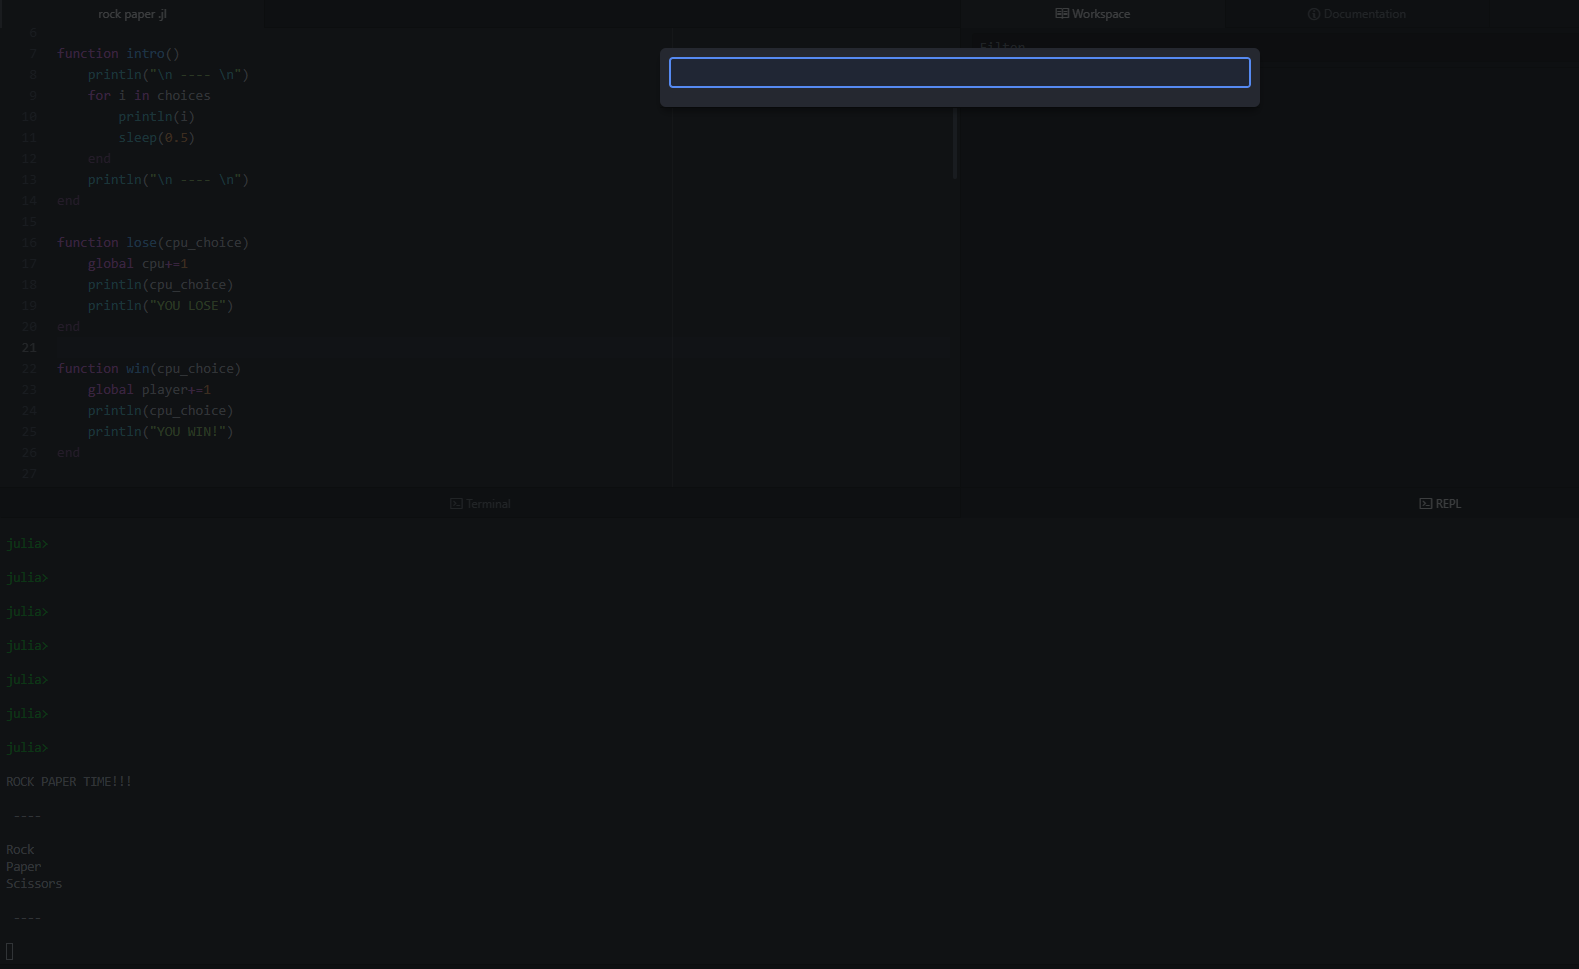 rock paper .jl
Workspace
Documentation
Filter
6
7 function intro()
8 println("\n ---- \n")
9 for i in choices
10 println(i)
11 sleep(0.5)
12 end
13 println("\n ---- \n")
14 end
15
16 function lose(cpu_choice)
17 global cpu+=1
18 println(cpu_choice)
19 println("YOU LOSE")
20 end
21
22 function win(cpu_choice)
23 global player+=1
24 println(cpu_choice)
25 println("YOU WIN!")
26 end
27
Terminal
REPL
julia>
julia>
julia>
julia>
julia>
julia>
julia>
ROCK PAPER TIME!!!
----
Rock
Paper
Scissors
----